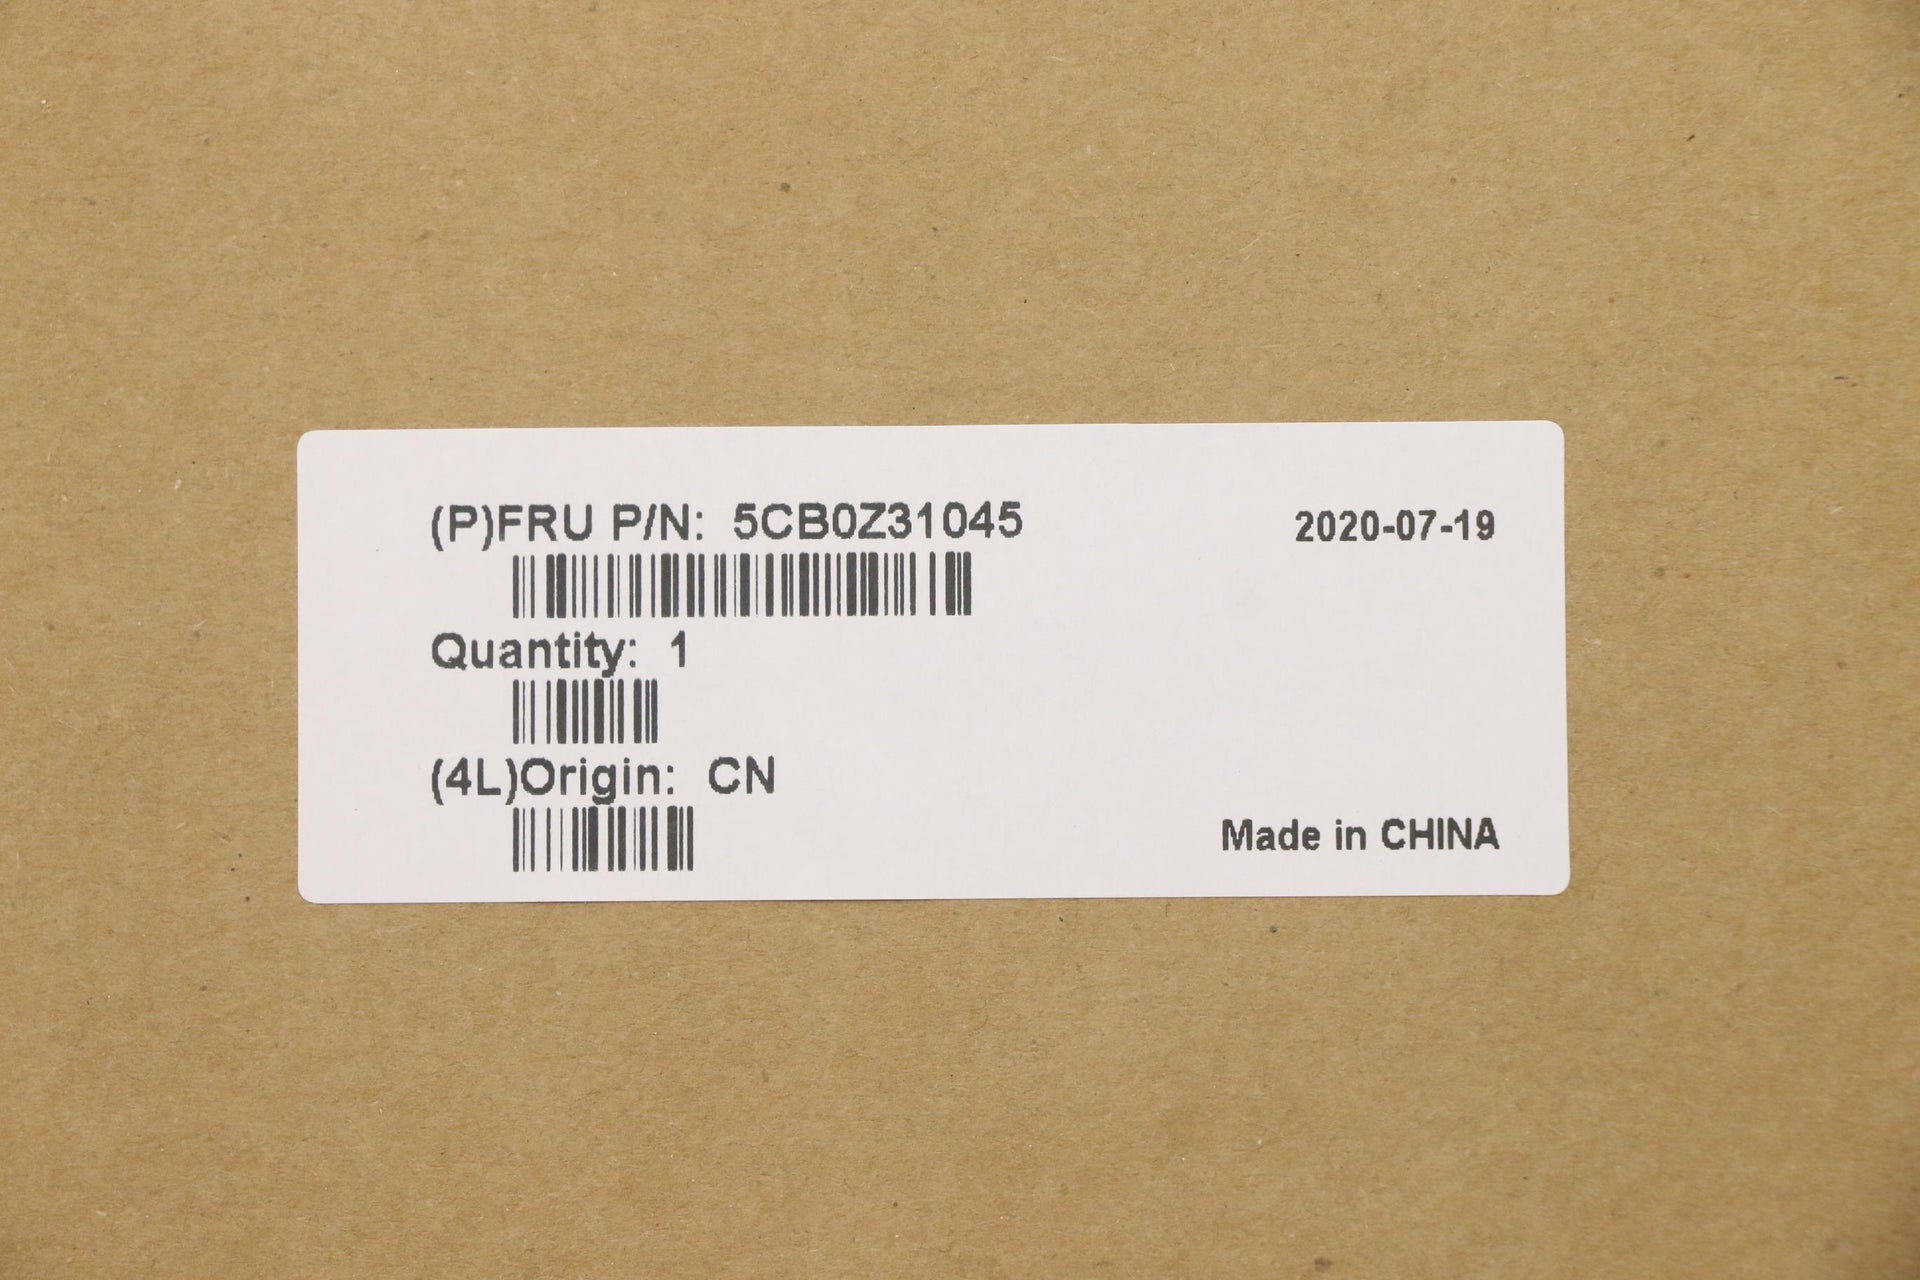 (P)FRU P/N: 5CB0Z31045
2020-07-19
Quantity: 1
(4L)Origin: CN
Made in CHINA